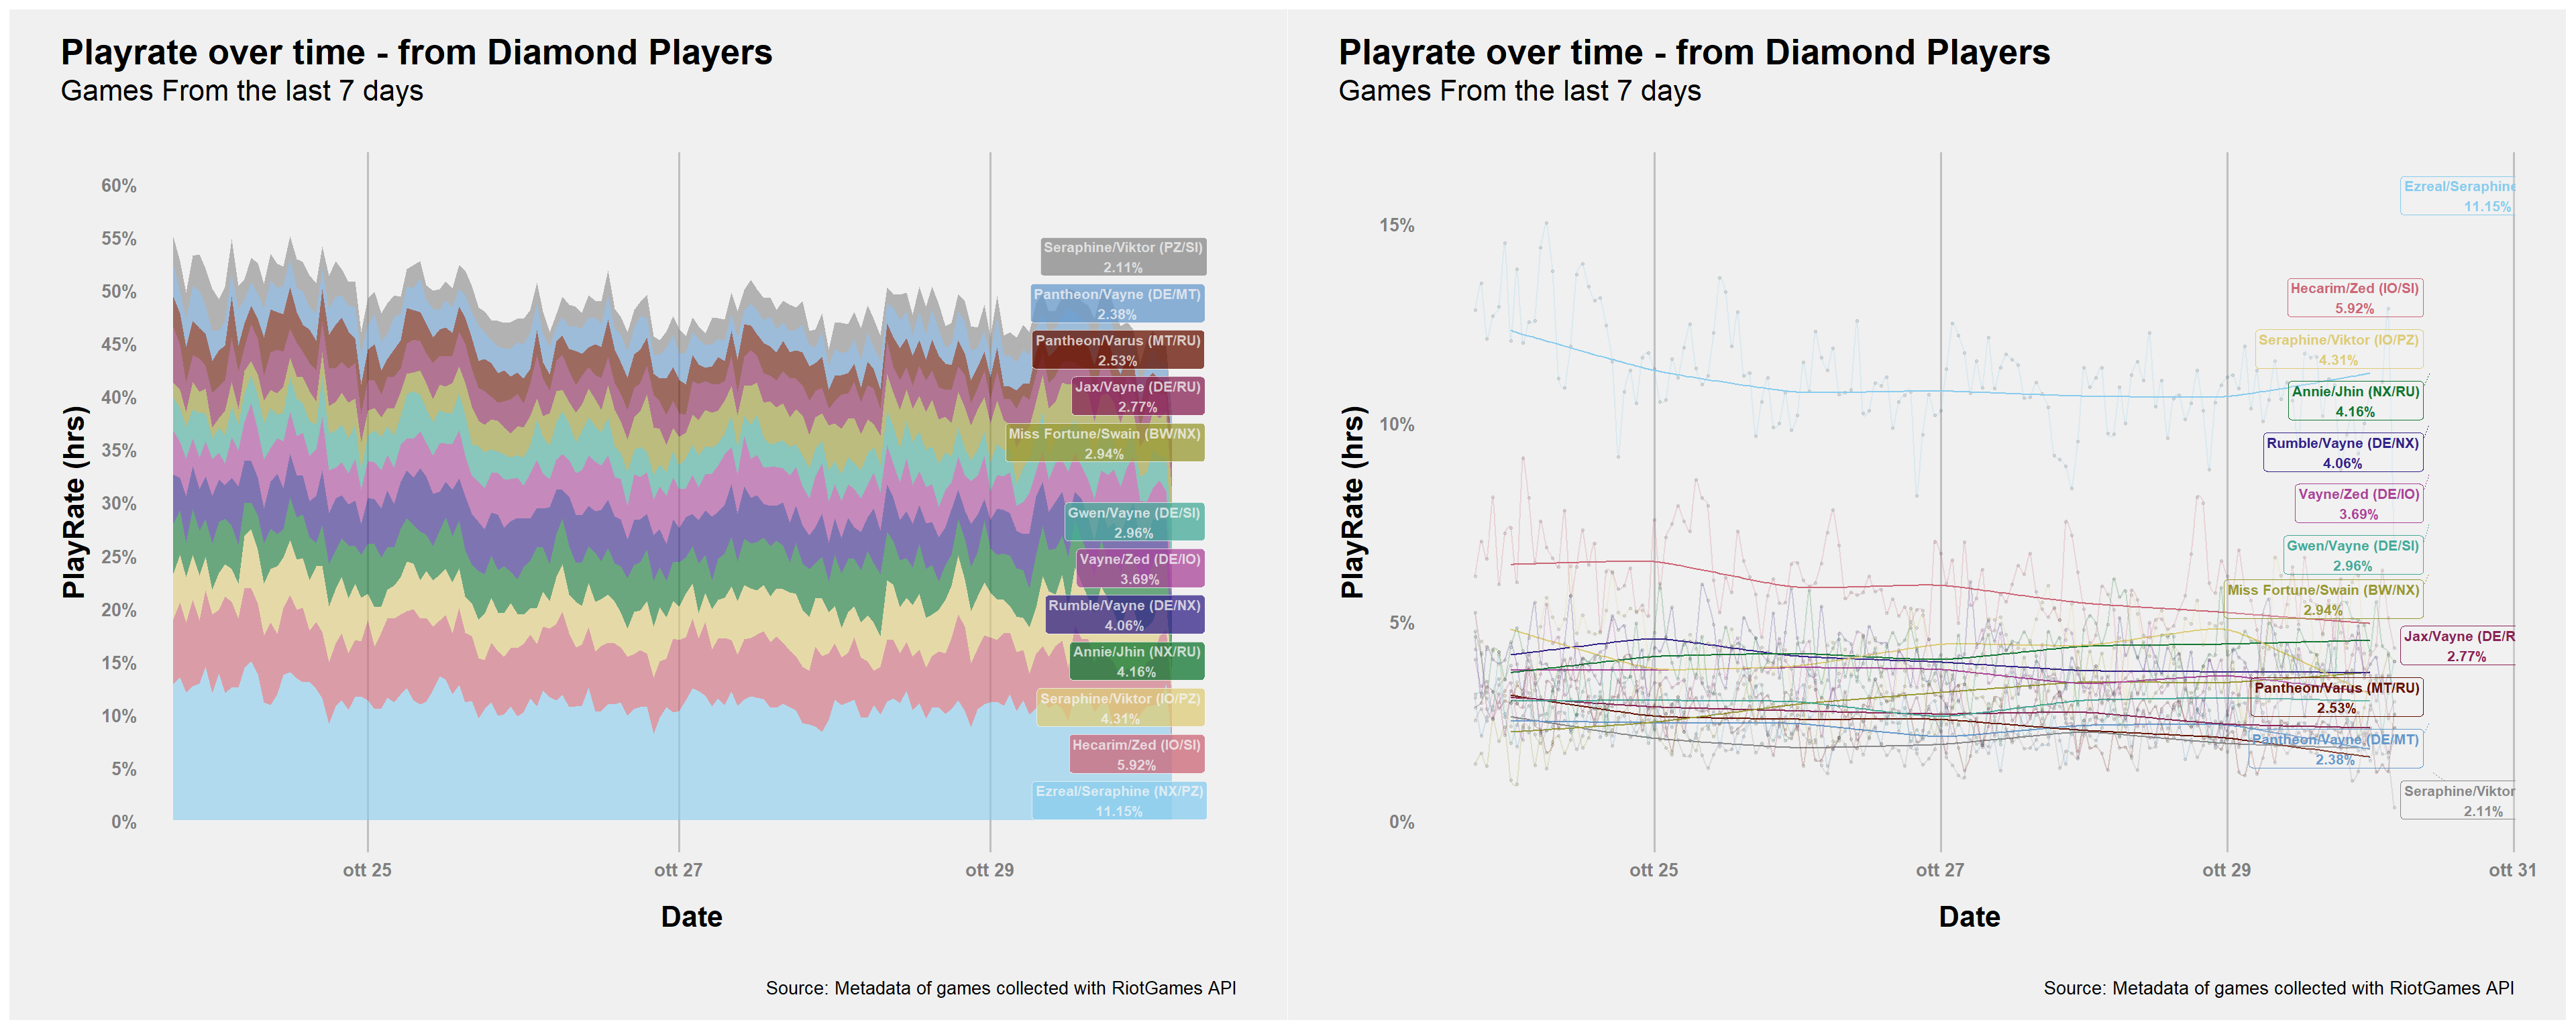 Playrate over time - from Diamond Players
Games From the last 7 days
PlayRate (hrs)
60%
55%
50%
45%
40%
35%
30%
25%
20%
15%
10%
5%
0%
Seraphine/Viktor (PZ/SI)
2.11%
Pantheon/Vayne (DE/MT)
2.38%
Pantheon/Varus (MT/RU)
2.53%
Jax/Vayne (DE/RU)
2.77%
Miss Fortune/Swain (BW/NX)
2.94%
Gwen/Vayne (DE/SI)
2.96%
Vayne/Zed (DE/IO)
3.69%
Rumble/Vayne (DE/NX)
4.06%
Annie/Jhin (NX/RU)
4.16%
Seraphine/Viktor (IO/PZ)
4.31%
Hecarim/Zed (IO/SI)
5.92%
Ezreal/Seraphine (NX/PZ)
11.15%
ott 25
ott 27
ott 29
Date
Source: Metadata of games collected with RiotGames API
Playrate over time - from Diamond Players
Games From the last 7 days
PlayRate (hrs)
15%
10%
5%
0%
Ezreal/Seraphine
11.15%
Hecarim/Zed (IO/SI)
5.92%
Seraphine/Viktor (IO/PZ)
4.31%
Annie/Jhin (NX/RU)
4.16%
Rumble/Vayne (DE/NX)
4.06%
Vayne/Zed (DE/IO)
3.69%
Gwen/Vayne (DE/SI)
2.96%
Miss Fortune/Swain (BW/NX)
2.94%
Jax/Vayne (DE/R
2.77%
Pantheon/Varus (MT/RU)
2.53%
Pantheon/Vayne (DE/MT)
2.38%
Seraphine/Viktor
2.11%
ott 25
ott 27
ott 29
ott 31
Date
Source: Metadata of games collected with RiotGames API